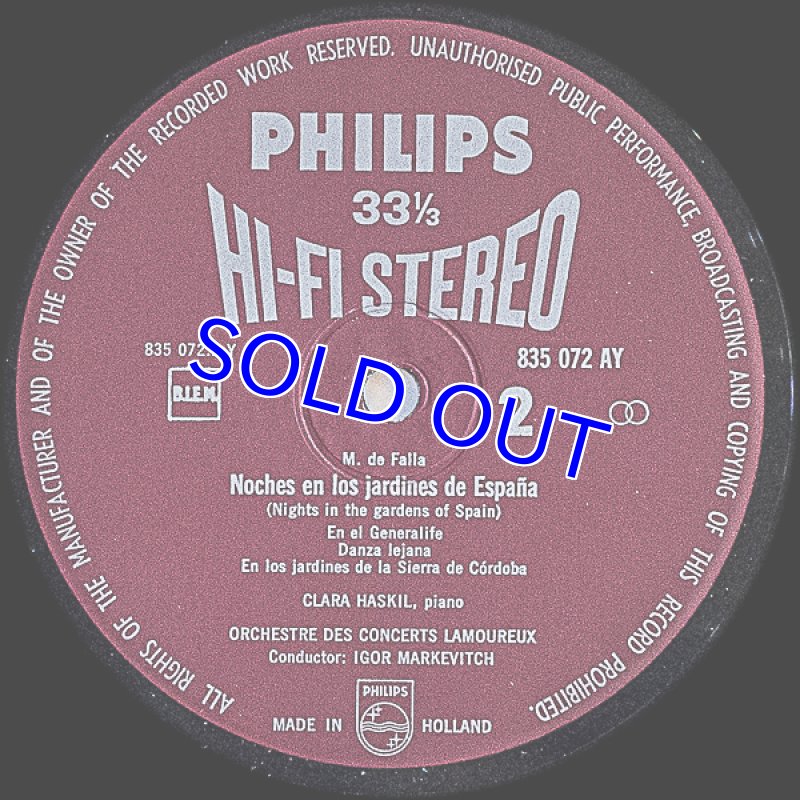 ALL RIGHTS OF THE MANUFACTURER AND OF THE OWNER OF THE RECORDED WORK RESERVED. UNAUTHORISED PUBLIC PERFORMANCE, BROADCASTING AND COPYING OF THIS RECORD PROHIBITED.
PHILIPS
33⅓
HI-FI STEREO
835 072 AY
835 072 AY
SOLD OUT
B.I.E.M.
2
M. de Falla
Noches en los jardines de España
(Nights in the gardens of Spain)
En el Generalife
Danza lejana
En los jardines de la Sierra de Córdoba
CLARA HASKIL, piano
ORCHESTRE DES CONCERTS LAMOUREUX
Conductor: IGOR MARKEVITCH
PHILIPS
MADE IN HOLLAND